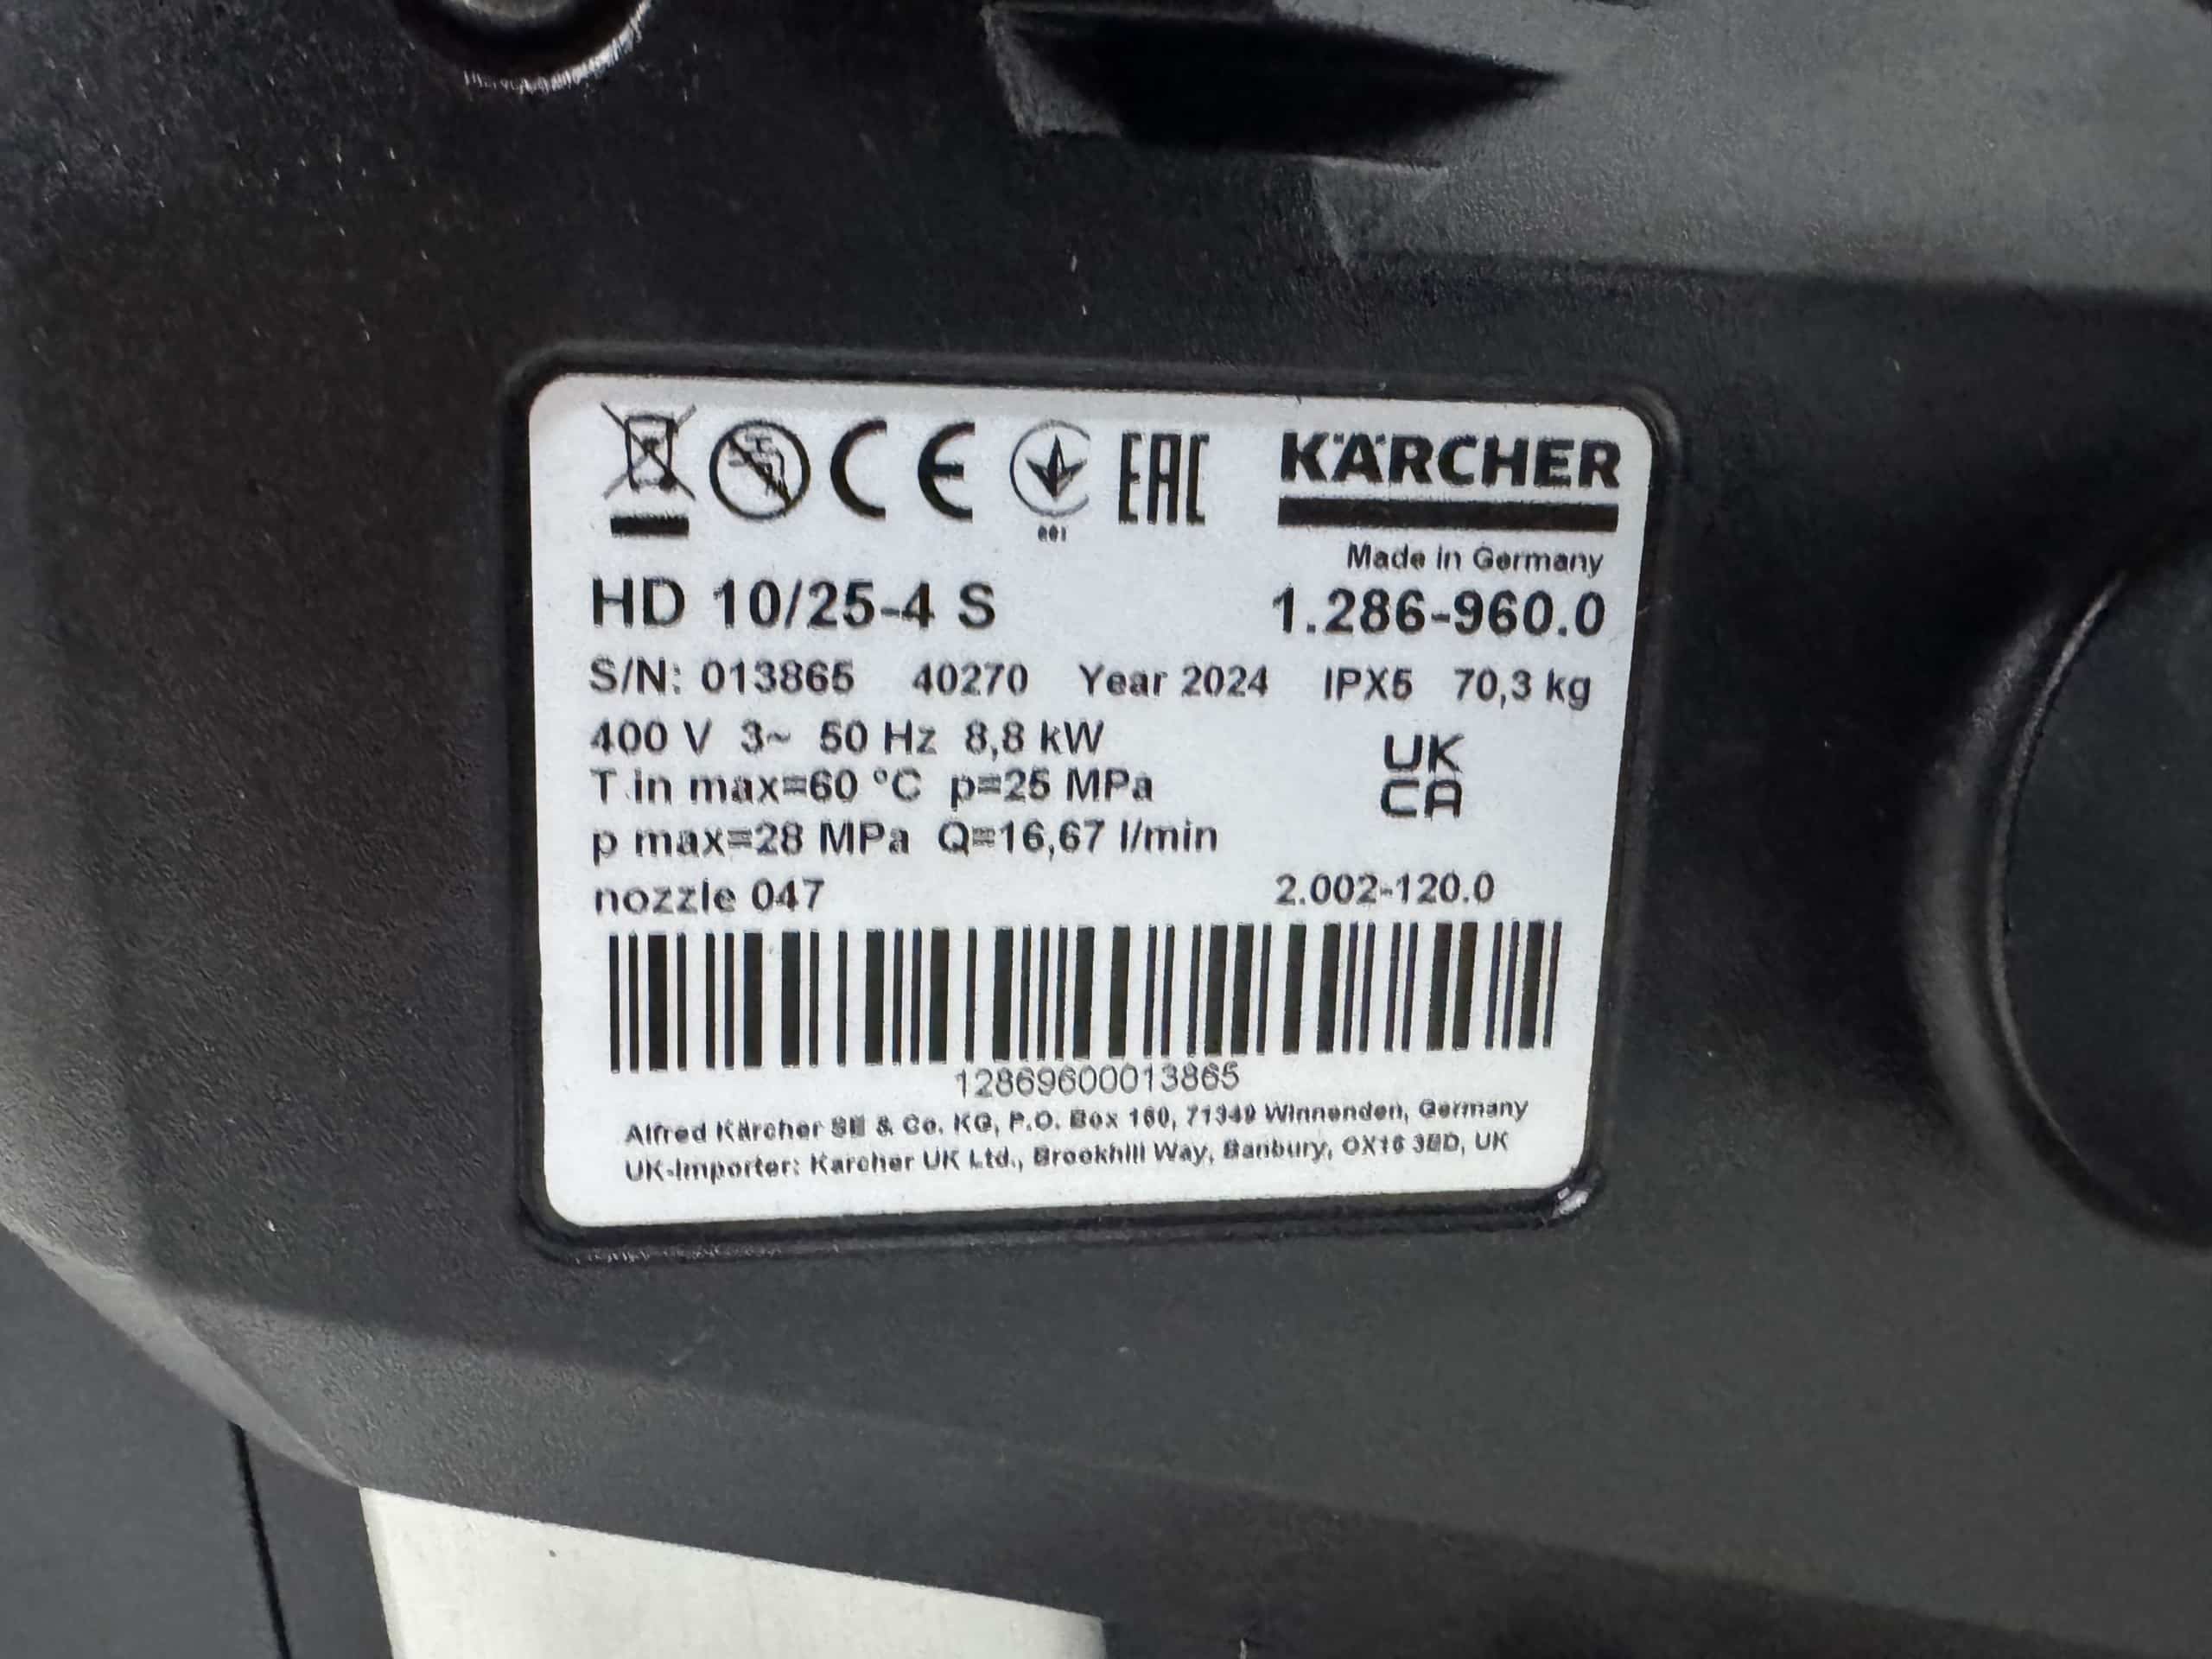 CE 001 EAC KÄRCHER
Made in Germany
HD 10/25-4 S 1.286-960.0
S/N: 013865 40270 Year 2024 IPX5 70,3 kg
400 V 3~ 50 Hz 8,8 kW
UK
CA
T in max=60 °C p=25 MPa
p max=28 MPa Q=16,67 l/min
nozzle 047 2.002-120.0
12869600013865
Alfred Kärcher SE & Co. KG, P.O. Box 160, 71349 Winnenden, Germany
UK-Importer: Karcher UK Ltd., Brookhill Way, Banbury, OX16 3ED, UK